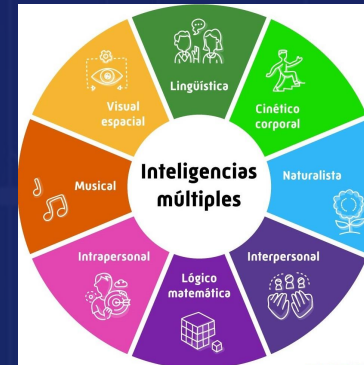 Lingüística
Cinético
corporal
Naturalista
Interpersonal
Lógico
matemática
Intrapersonal
Musical
Visual
espacial
Inteligencias
múltiples